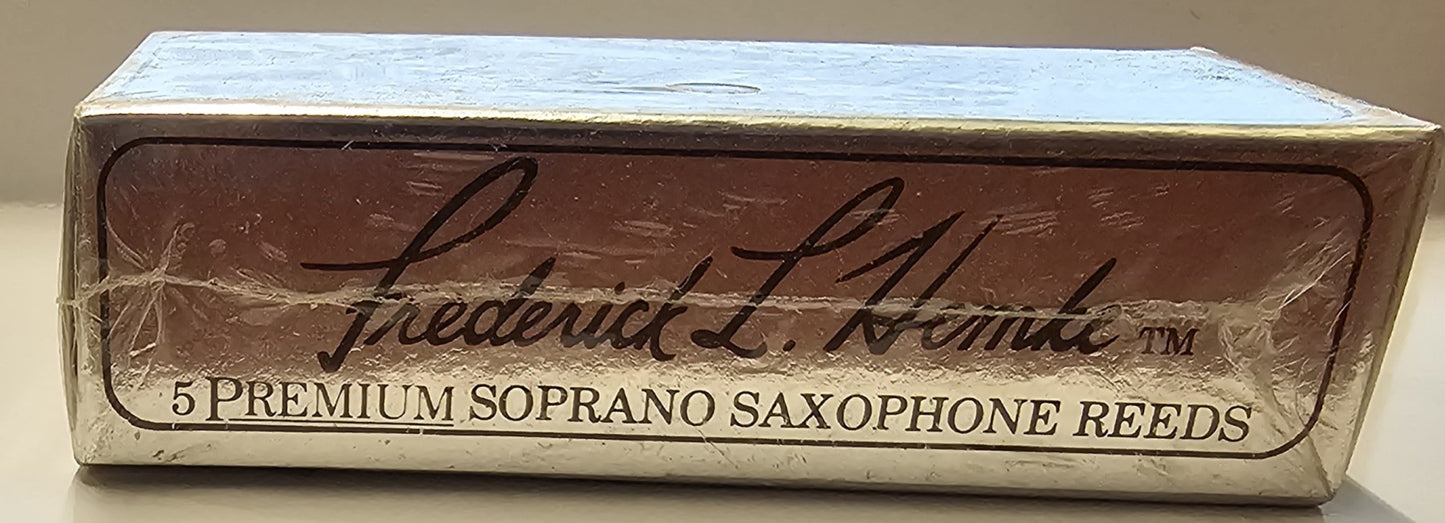 Frederick L. Hemke TM
5 PREMIUM SOPRANO SAXOPHONE REEDS